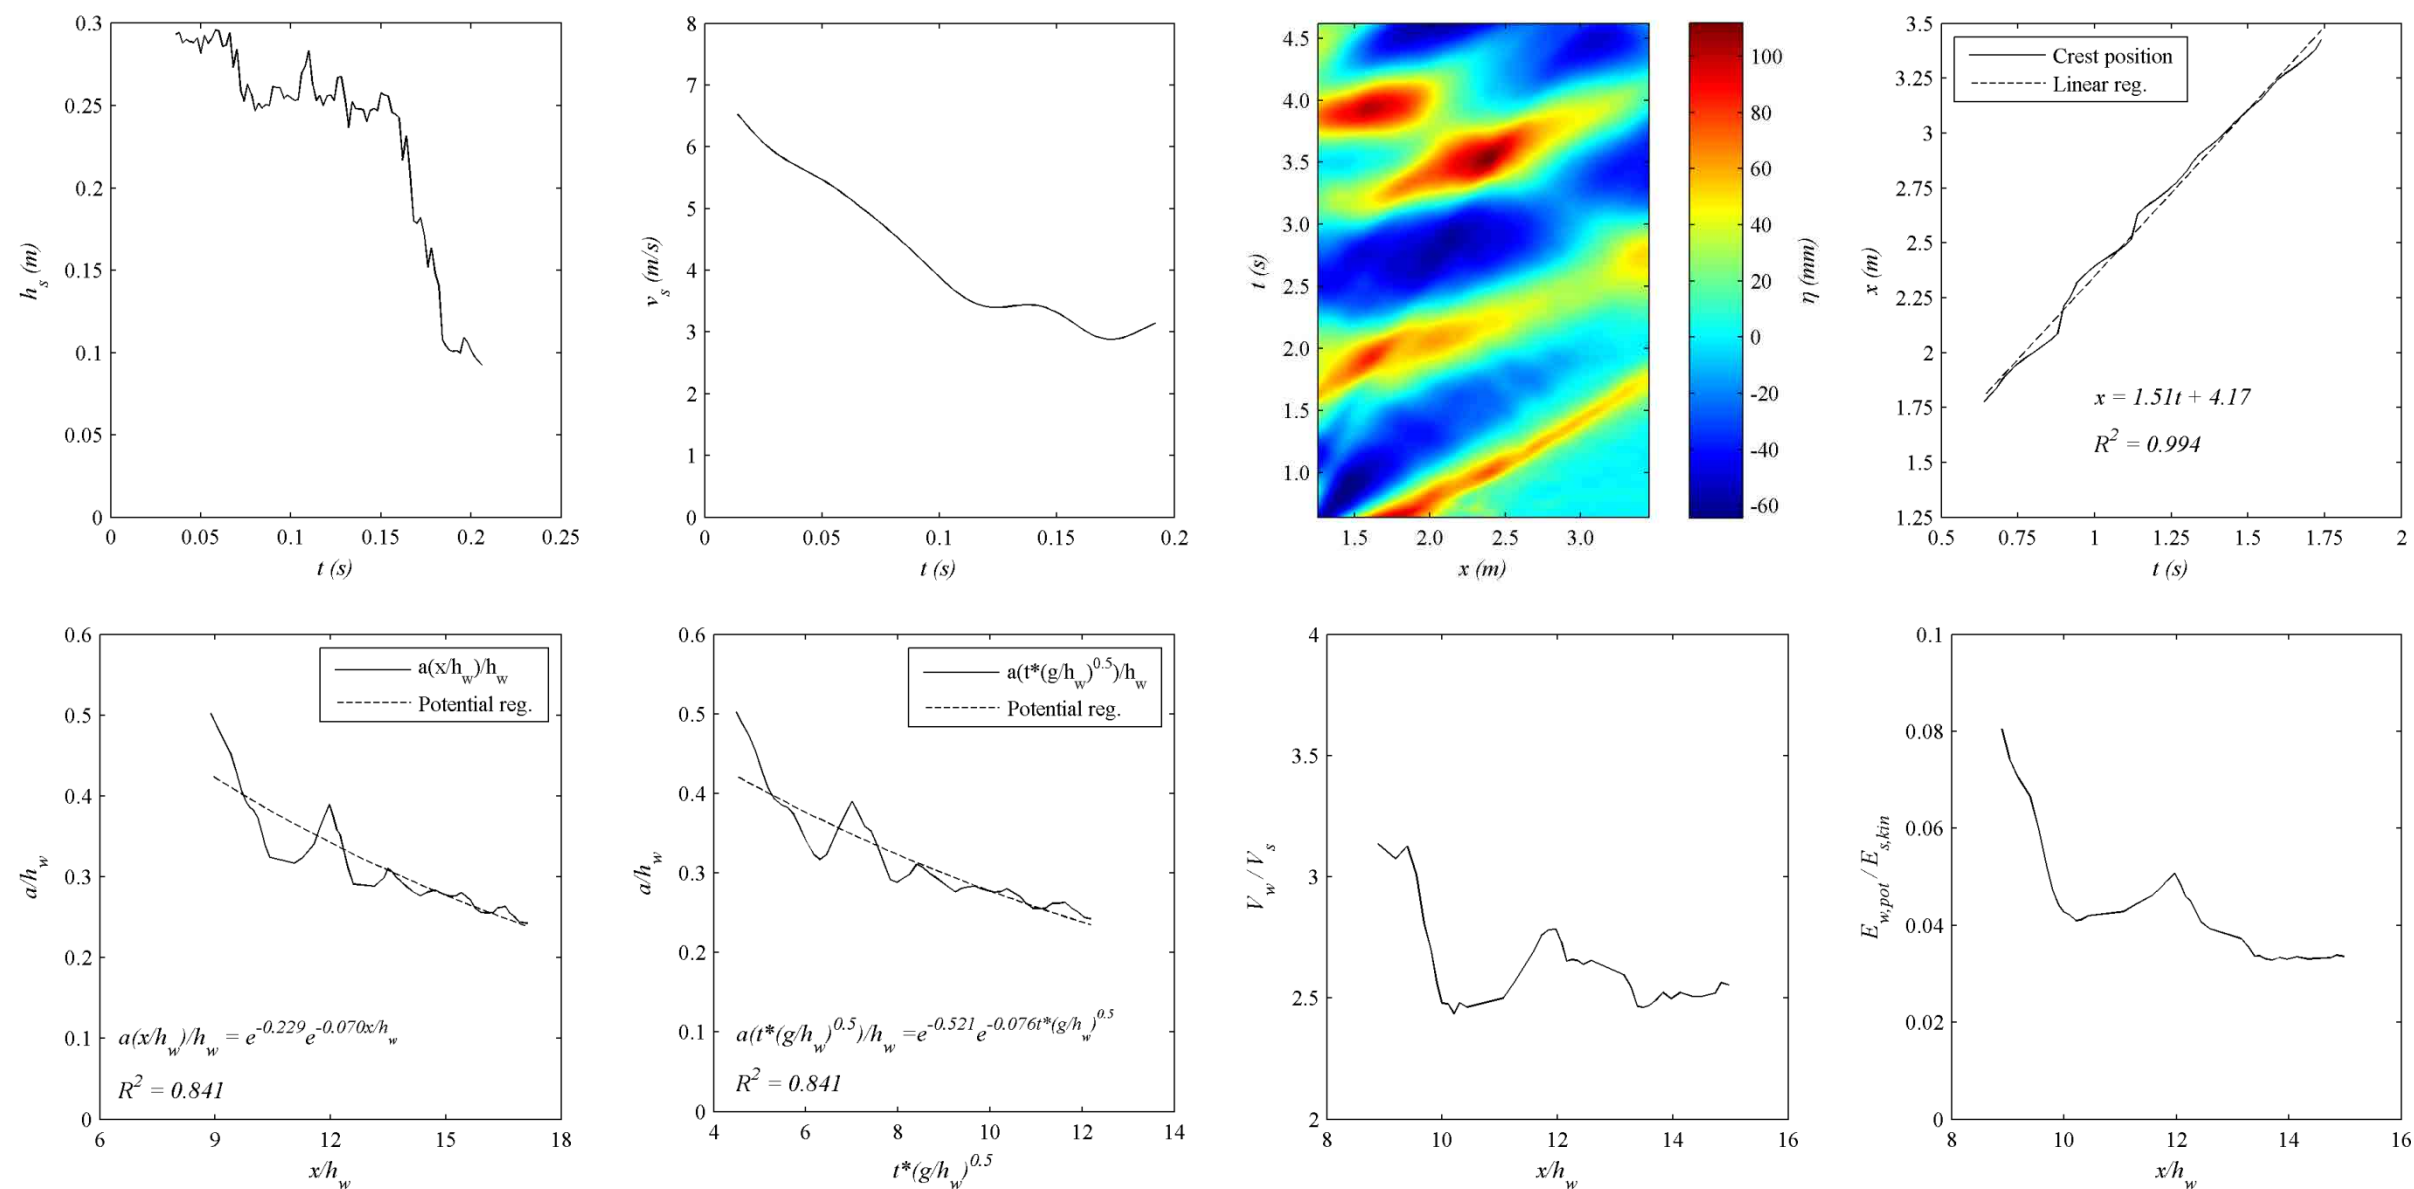 0.3
0.25
0.2
0.15
0.1
0.05
0
h_s (m)
0 0.05 0.1 0.15 0.2 0.25
t (s)
8
7
6
5
4
3
2
1
0
v_s (m/s)
0 0.05 0.1 0.15 0.2
t (s)
4.5
4.0
3.5
3.0
2.5
2.0
1.5
1.0
t (s)
1.5 2.0 2.5 3.0
x (m)
100
80
60
40
20
0
-20
-40
-60
η (mm)
3.5
3.25
3
2.75
2.5
2.25
2
1.75
1.5
1.25
x (m)
Crest position
Linear reg.
x = 1.51t + 4.17
R^2 = 0.994
0.5 0.75 1 1.25 1.5 1.75 2
t (s)
0.6
0.5
0.4
0.3
0.2
0.1
0
a/h_w
a(x/h_w)/h_w
Potential reg.
a(x/h_w)/h_w = e^-0.229 e^-0.070x/h_w
R^2 = 0.841
6 9 12 15 18
x/h_w
0.6
0.5
0.4
0.3
0.2
0.1
0
a/h_w
a(t*(g/h_w)^0.5)/h_w
Potential reg.
a(t*(g/h_w)^0.5)/h_w =e^-0.521 e^-0.076t*(g/h_w)^0.5
R^2 = 0.841
4 6 8 10 12 14
t*(g/h_w)^0.5
4
3.5
3
2.5
2
V_w / V_s
8 10 12 14 16
x/h_w
0.1
0.08
0.06
0.04
0.02
0
E_w,pot / E_s,kin
8 10 12 14 16
x/h_w